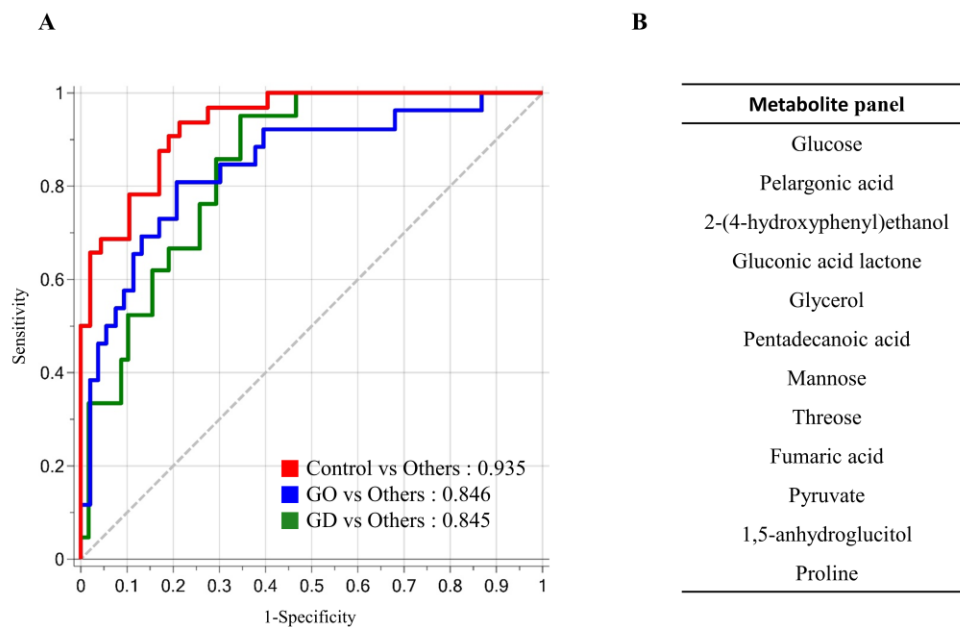 A
B
1
0.8
0.6
0.4
0.2
0
Sensitivity
0
0.1
0.2
0.3
0.4
0.5
0.6
0.7
0.8
0.9
1
1-Specificity
Control vs Others : 0.935
GO vs Others : 0.846
GD vs Others : 0.845
Metabolite panel
Glucose
Pelargonic acid
2-(4-hydroxyphenyl)ethanol
Gluconic acid lactone
Glycerol
Pentadecanoic acid
Mannose
Threose
Fumaric acid
Pyruvate
1,5-anhydroglucitol
Proline